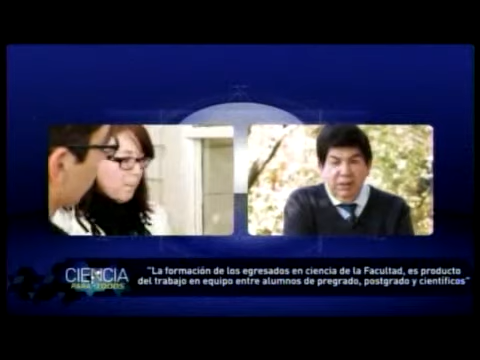 CIENCIA
PARA TODOS
"La formación de los egresados en ciencia de la Facultad, es producto
del trabajo en equipo entre alumnos de pregrado, postgrado y científicos"